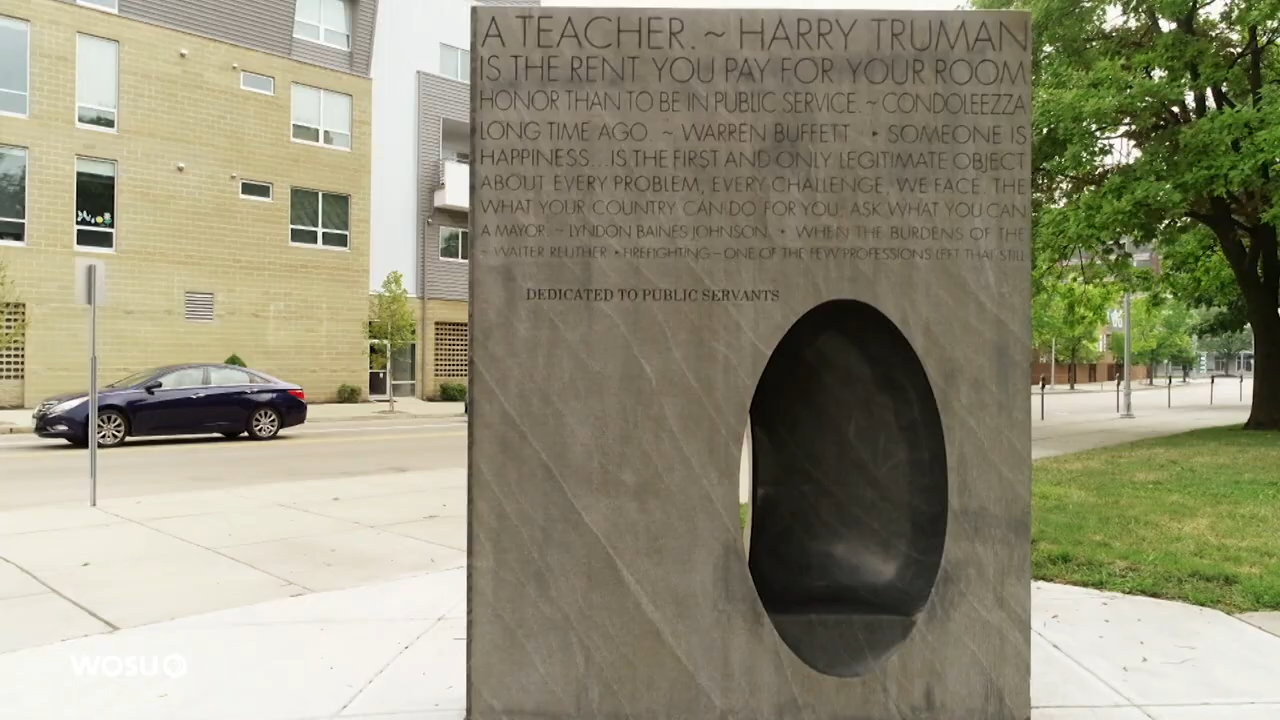 A TEACHER. ~ HARRY TRUMAN
IS THE RENT YOU PAY FOR YOUR ROOM
HONOR THAN TO BE IN PUBLIC SERVICE. ~ CONDOLEEZZA
LONG TIME AGO. ~ WARREN BUFFETT • SOMEONE IS
HAPPINESS...IS THE FIRST AND ONLY LEGITIMATE OBJECT
ABOUT EVERY PROBLEM, EVERY CHALLENGE, WE FACE. THE
WHAT YOUR COUNTRY CAN DO FOR YOU. ASK WHAT YOU CAN
A MAYOR. ~ LYNDON BAINES JOHNSON • WHEN THE BURDENS OF THE
~ WALTER REUTHER • FIREFIGHTING – ONE OF THE FEW PROFESSIONS LEFT THAT STILL
DEDICATED TO PUBLIC SERVANTS
WOSU